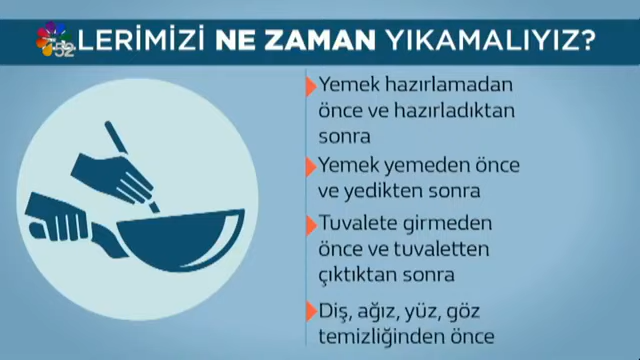 LERİMİZİ NE ZAMAN YIKAMALIYIZ?
52
Yemek hazırlamadan
önce ve hazırladıktan
sonra
Yemek yemeden önce
ve yedikten sonra
Tuvalete girmeden
önce ve tuvaletten
çıktıktan sonra
Diş, ağız, yüz, göz
temizliğinden önce